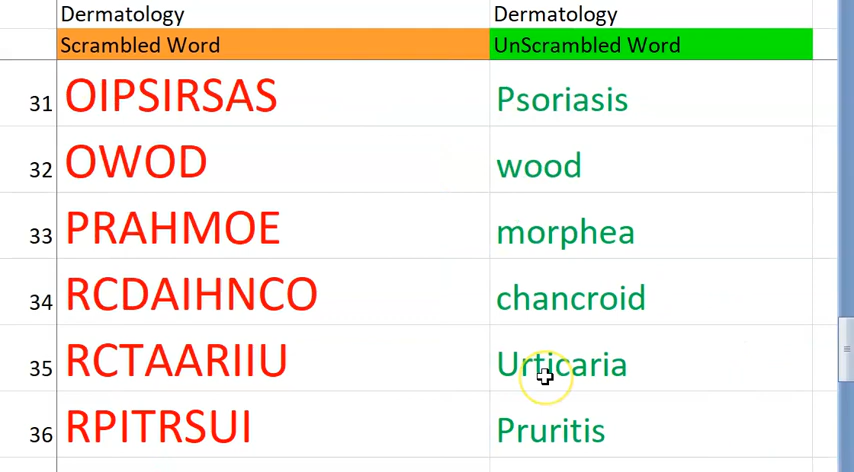 Dermatology Dermatology
Scrambled Word UnScrambled Word
31 OIPSIRSAS Psoriasis
32 OWOD wood
33 PRAHMOE morphea
34 RCDAIHNCO chancroid
35 RCTAARIIU Urticaria
36 RPITRSUI Pruritis